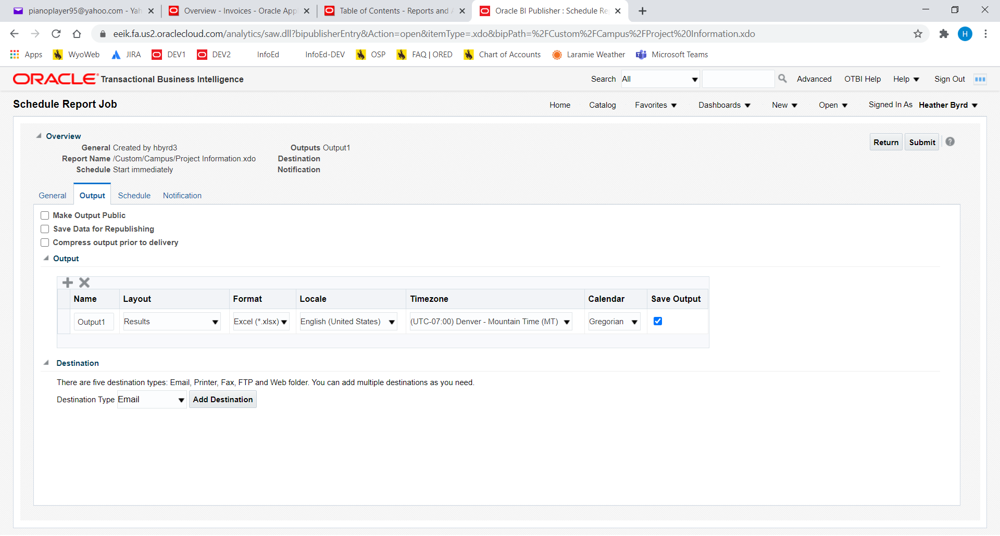 pianoplayer95@yahoo.com - Yah
Overview - Invoices - Oracle App
Table of Contents - Reports and A
Oracle BI Publisher : Schedule Re
eeik.fa.us2.oraclecloud.com/analytics/saw.dll?bipublisherEntry&Action=open&itemType=.xdo&bipPath=%2FCustom%2FCampus%2FProject%20Information.xdo
H
Apps WyoWeb JIRA DEV1 DEV2 InfoEd InfoEd-DEV OSP FAQ | ORED Chart of Accounts Laramie Weather Microsoft Teams
ORACLE Transactional Business Intelligence
Search All Advanced OTBI Help Help Sign Out
Schedule Report Job
Home Catalog Favorites Dashboards New Open Signed In As Heather Byrd
Overview
Return Submit ?
General Created by hbyrd3
Outputs Output1
Report Name /Custom/Campus/Project Information.xdo
Destination
Schedule Start immediately
Notification
General Output Schedule Notification
Make Output Public
Save Data for Republishing
Compress output prior to delivery
Output
Name Layout Format Locale Timezone Calendar Save Output
Output1 Results Excel (*.xlsx) English (United States) (UTC-07:00) Denver - Mountain Time (MT) Gregorian
Destination
There are five destination types: Email, Printer, Fax, FTP and Web folder. You can add multiple destinations as you need.
Destination Type Email Add Destination